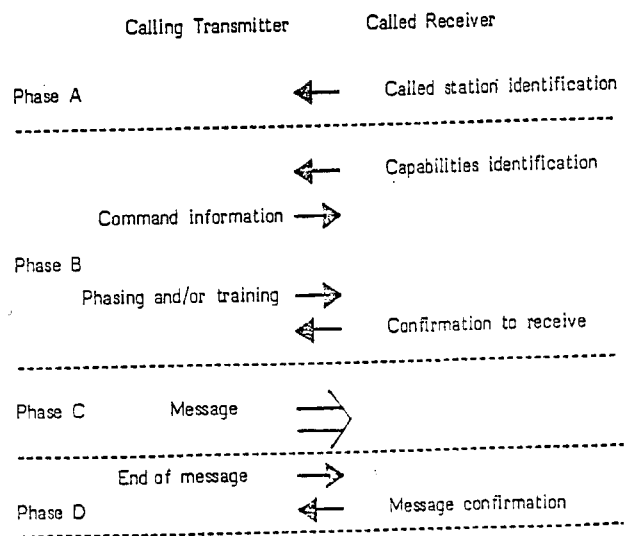 Calling Transmitter Called Receiver
Phase A Called station identification
Capabilities identification
Command information
Phase B
Phasing and/or training
Confirmation to receive
Phase C Message
End of message
Phase D Message confirmation